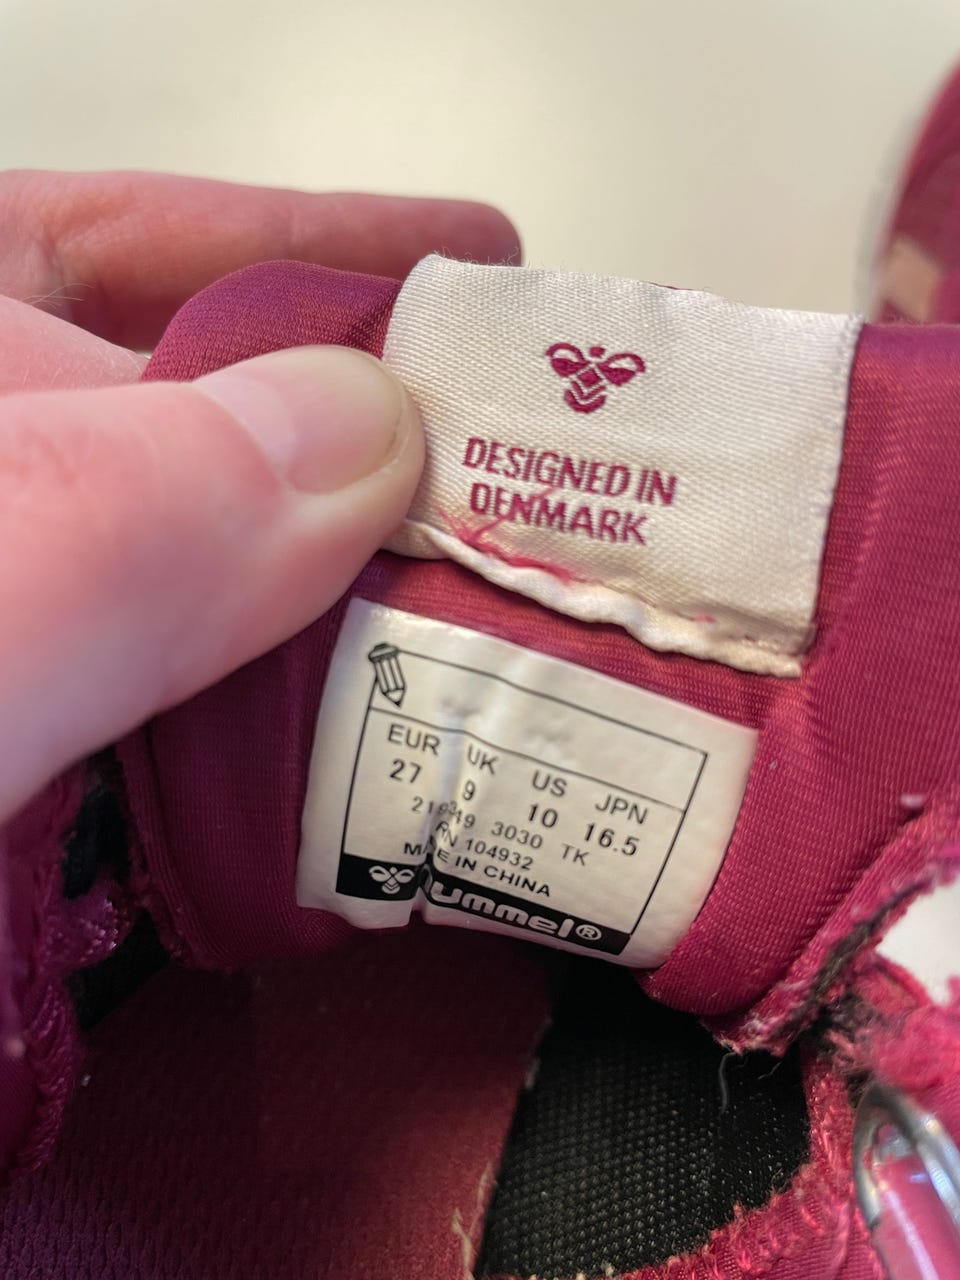 DESIGNED IN
DENMARK
EUR UK US JPN
27 9 10 16.5
3030 TK
RN 104932
MADE IN CHINA
hummel®